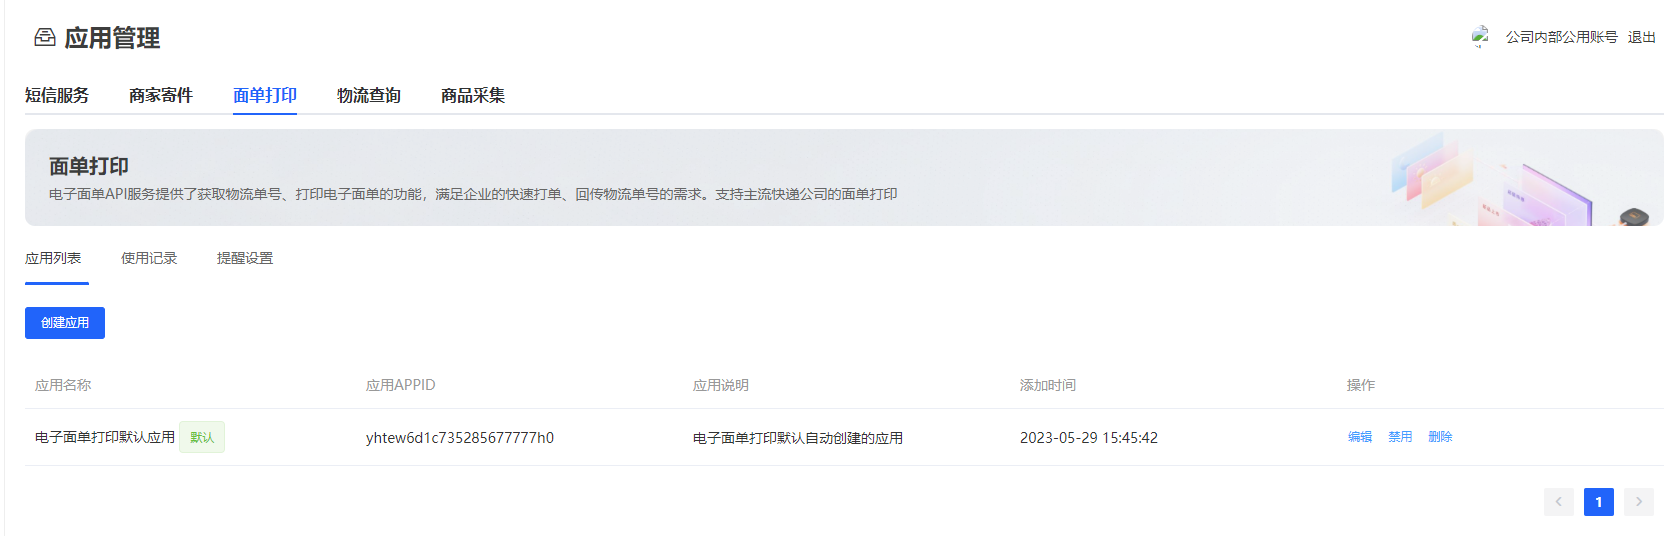 应用管理
公司内部公用账号 退出
短信服务 商家寄件 面单打印 物流查询 商品采集
面单打印
电子面单API服务提供了获取物流单号、打印电子面单的功能，满足企业的快速打单、回传物流单号的需求。支持主流快递公司的面单打印
应用列表 使用记录 提醒设置
创建应用
应用名称 应用APPID 应用说明 添加时间 操作
电子面单打印默认应用 默认 yhtew6d1c735285677777h0 电子面单打印默认自动创建的应用 2023-05-29 15:45:42 编辑 禁用 删除
1